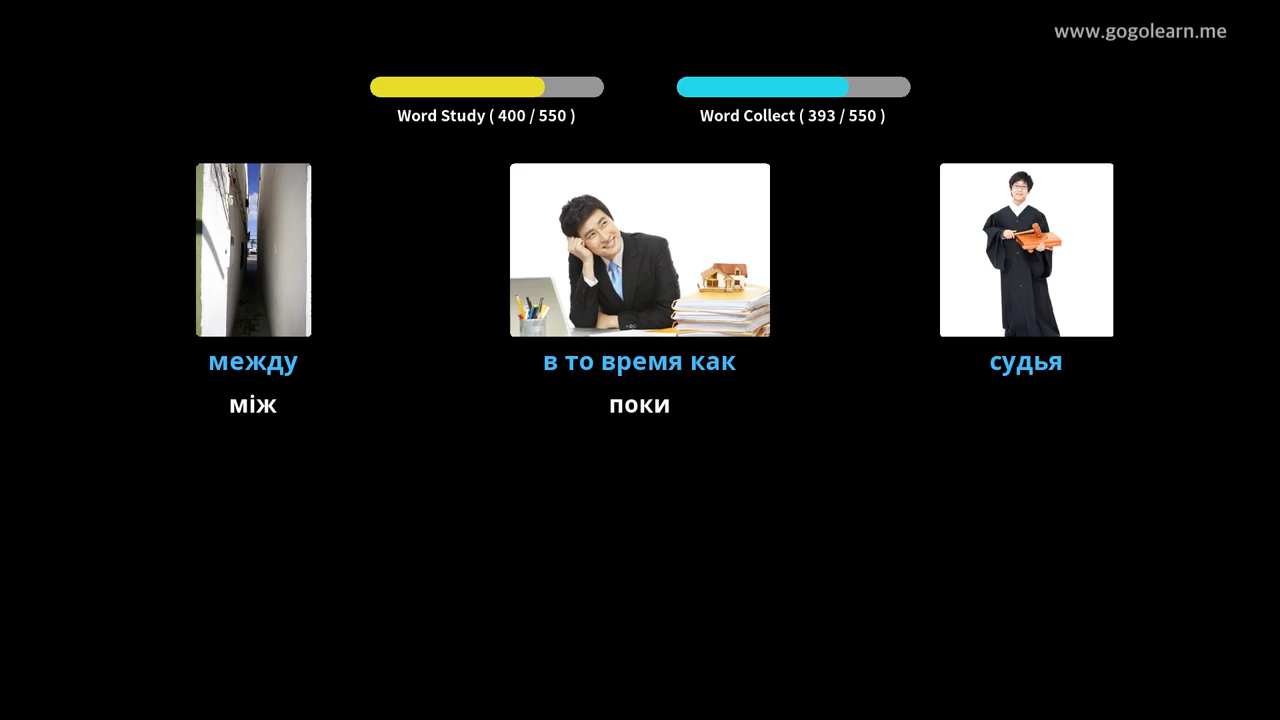 www.gogolearn.me
Word Study ( 400 / 550 )
Word Collect ( 393 / 550 )
между
в то время как
судья
між
поки